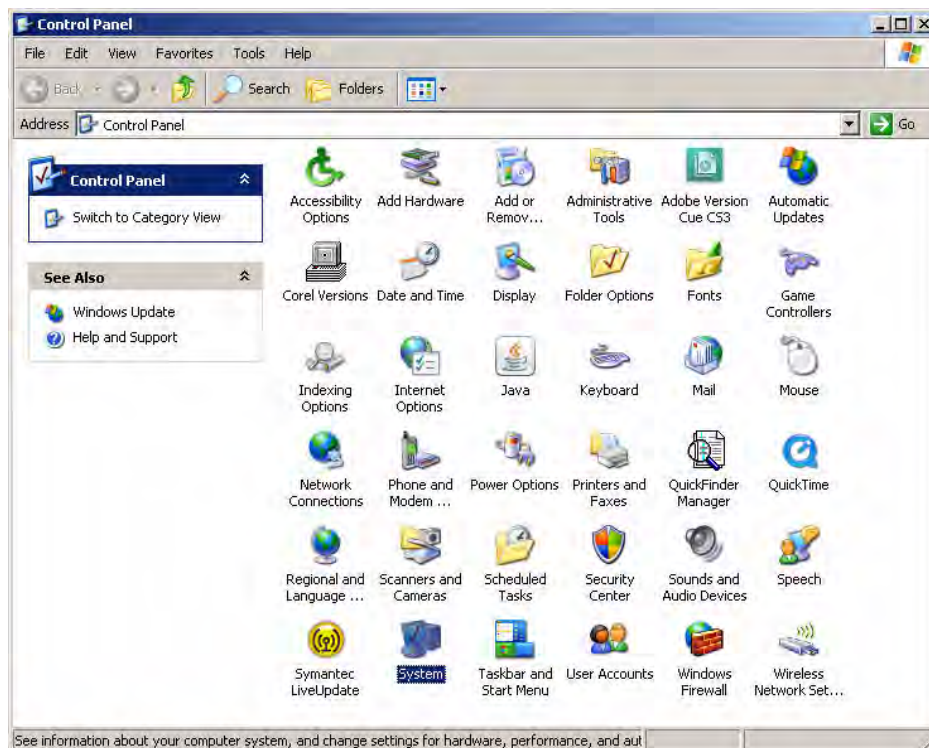 Control Panel
File Edit View Favorites Tools Help
Back Search Folders
Address Control Panel Go
Control Panel
Switch to Category View
See Also
Windows Update
Help and Support
Accessibility Options
Add Hardware
Add or Remov...
Administrative Tools
Adobe Version Cue CS3
Automatic Updates
Corel Versions
Date and Time
Display
Folder Options
Fonts
Game Controllers
Indexing Options
Internet Options
Java
Keyboard
Mail
Mouse
Network Connections
Phone and Modem ...
Power Options
Printers and Faxes
QuickFinder Manager
QuickTime
Regional and Language ...
Scanners and Cameras
Scheduled Tasks
Security Center
Sounds and Audio Devices
Speech
Symantec LiveUpdate
System
Taskbar and Start Menu
User Accounts
Windows Firewall
Wireless Network Set...
See information about your computer system, and change settings for hardware, performance, and aut